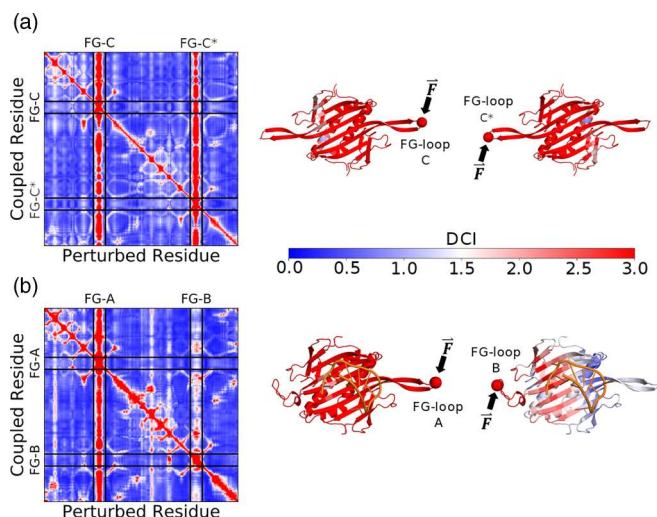 (a)
FG-C FG-C*
Coupled Residue
FG-C
FG-C*
Perturbed Residue
F
FG-loop
C
FG-loop
C*
F
DCI
0.0 0.5 1.0 1.5 2.0 2.5 3.0
(b)
FG-A FG-B
Coupled Residue
FG-A
FG-B
Perturbed Residue
F
FG-loop
A
FG-loop
B
F